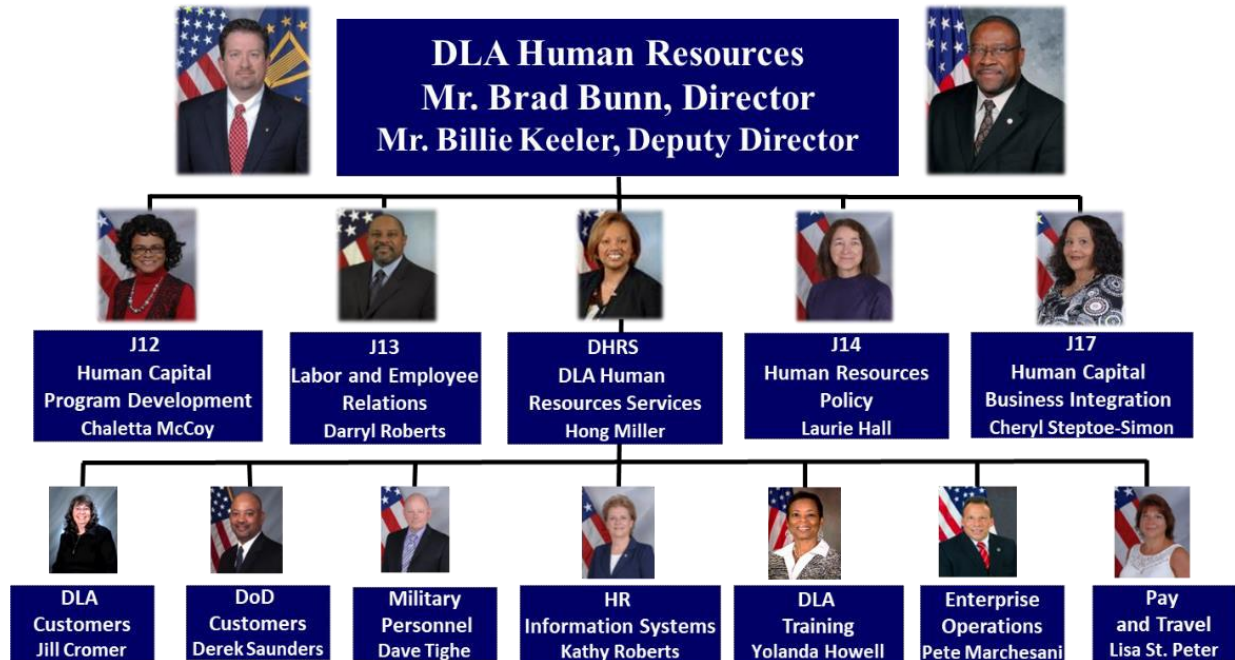 DLA Human Resources
Mr. Brad Bunn, Director
Mr. Billie Keeler, Deputy Director
J12
Human Capital
Program Development
Chaletta McCoy
J13
Labor and Employee
Relations
Darryl Roberts
DHRS
DLA Human
Resources Services
Hong Miller
J14
Human Resources
Policy
Laurie Hall
J17
Human Capital
Business Integration
Cheryl Steptoe-Simon
DLA
Customers
Jill Cromer
DoD
Customers
Derek Saunders
Military
Personnel
Dave Tighe
HR
Information Systems
Kathy Roberts
DLA
Training
Yolanda Howell
Enterprise
Operations
Pete Marchesani
Pay
and Travel
Lisa St. Peter